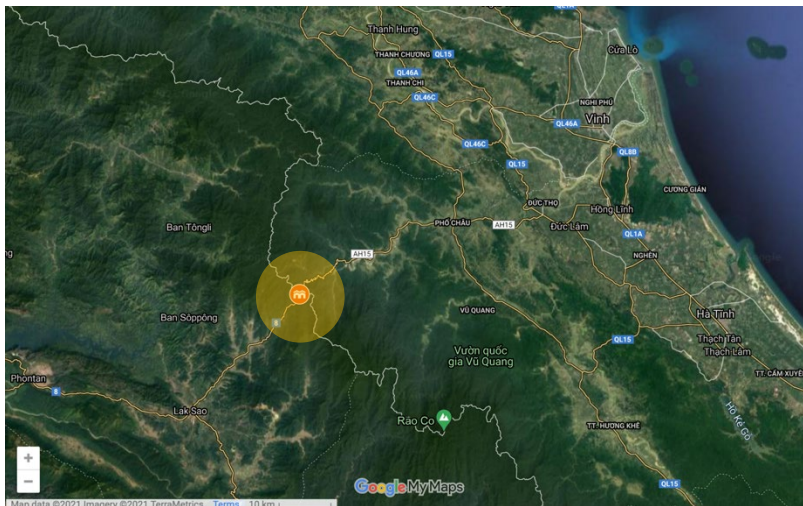 QL1A
Thanh Hưng
THANH CHƯƠNG QL15
Cửa Lò
QL46A
THANH CHI
QL46C
NGHI PHÚ
Vinh
QL46A
QL46C
QL8B
QL15
CƯƠNG GIÁN
ĐỨC THỌ
Hồng Lĩnh
Ban Tôngli
PHỐ CHÂU
AH15
Đức Lâm
QL1A
ng
AH15
NGHÈN
VŨ QUANG
Hà Tĩnh
Ban Sôppông
8
QL15
Thạch Tân
Thạch Lâm
Vườn quốc
gia Vũ Quang
TT. CẨM XUYÊ
Phontan
8
Lak Sao
Rào Cọ
TT. HƯƠNG KHÊ
Hồ Kẻ Gỗ
+
−
Google My Maps
QL15
Map data ©2021 Imagery ©2021 TerraMetrics Terms 10 km